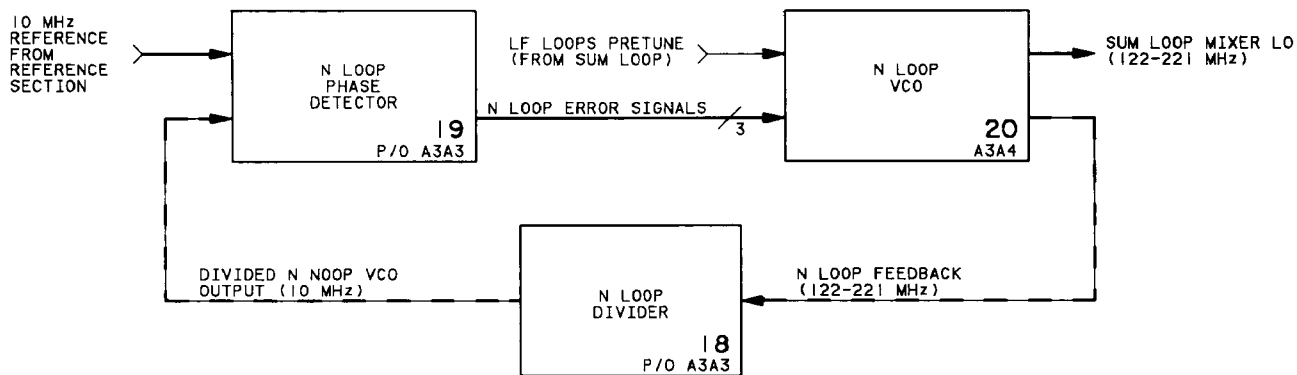 10 MHz
REFERENCE
FROM
REFERENCE
SECTION
N LOOP
PHASE
DETECTOR
19
P/O A3A3
LF LOOPS PRETUNE
(FROM SUM LOOP)
N LOOP ERROR SIGNALS
3
N LOOP
VCO
20
A3A4
SUM LOOP MIXER LO
(122-221 MHz)
DIVIDED N NOOP VCO
OUTPUT (10 MHz)
N LOOP
DIVIDER
18
P/O A3A3
N LOOP FEEDBACK
(122-221 MHz)